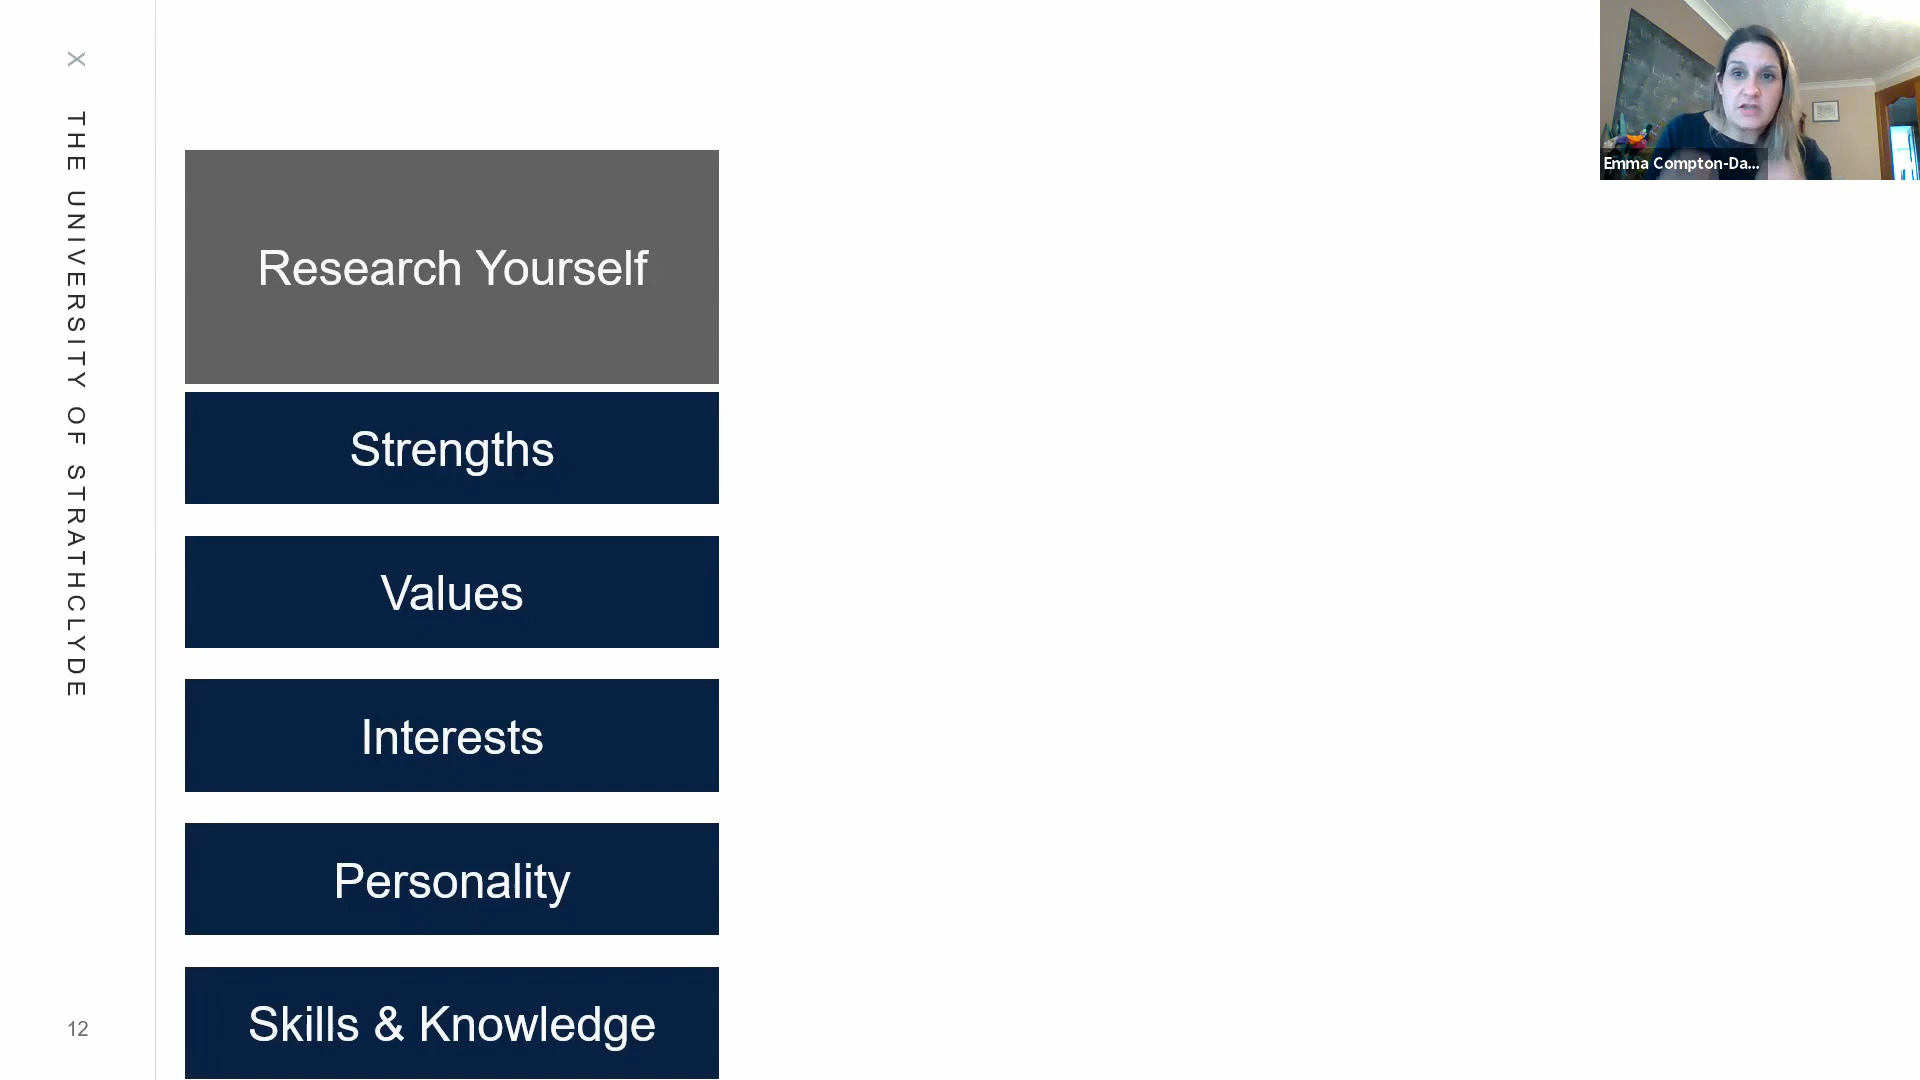 X THE UNIVERSITY OF STRATHCLYDE
Research Yourself
Strengths
Values
Interests
Personality
Skills & Knowledge
12
Emma Compton-Da...